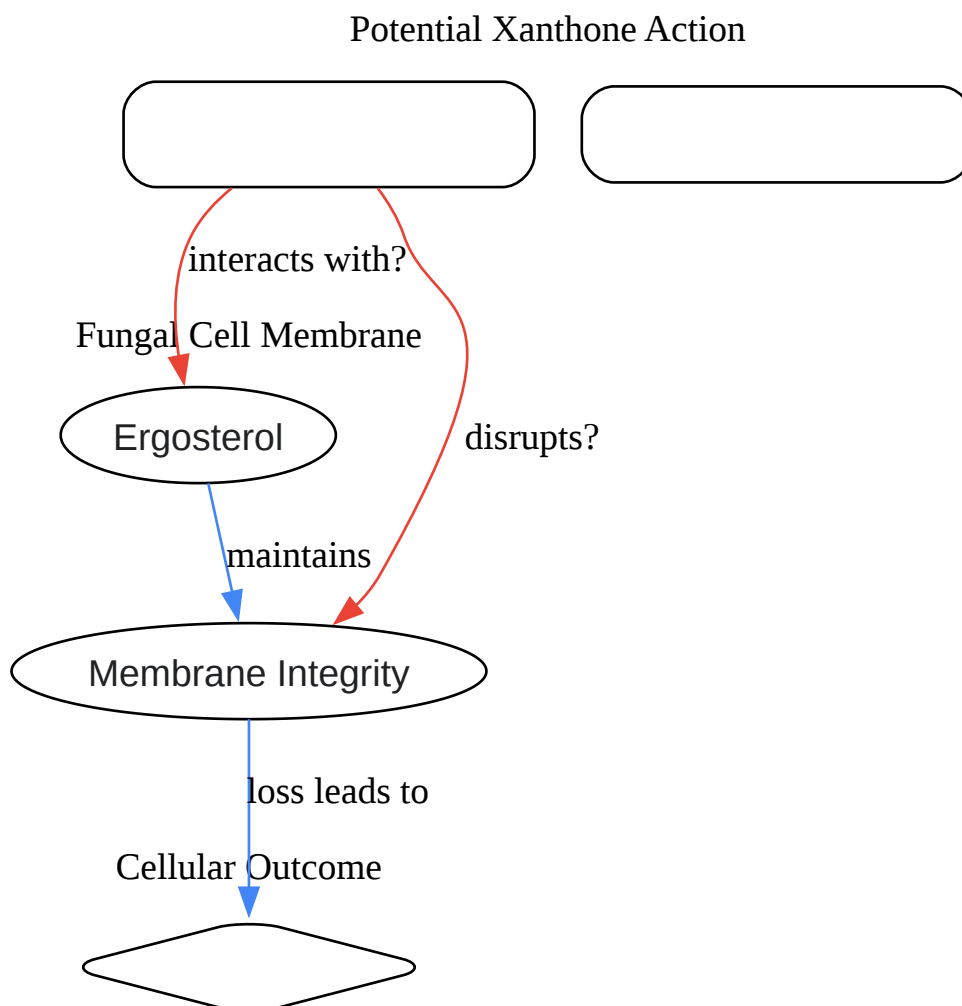 Potential Xanthone Action
interacts with?
Fungal Cell Membrane
Ergosterol
disrupts?
maintains
Membrane Integrity
loss leads to
Cellular Outcome